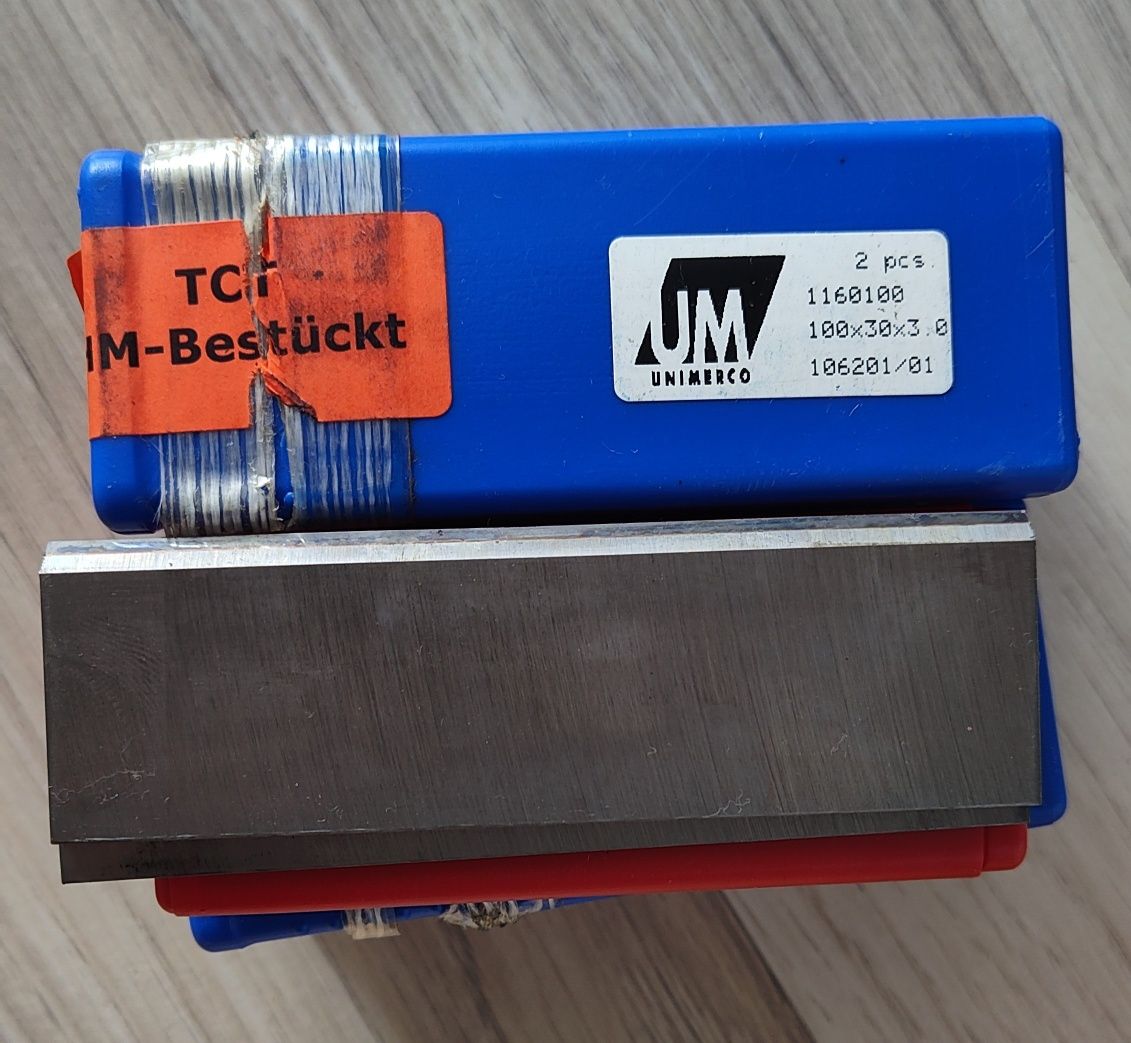 TCT
HM-Bestückt
UM
UNIMERCO
2 pcs.
1160100
100x30x3.0
106201/01